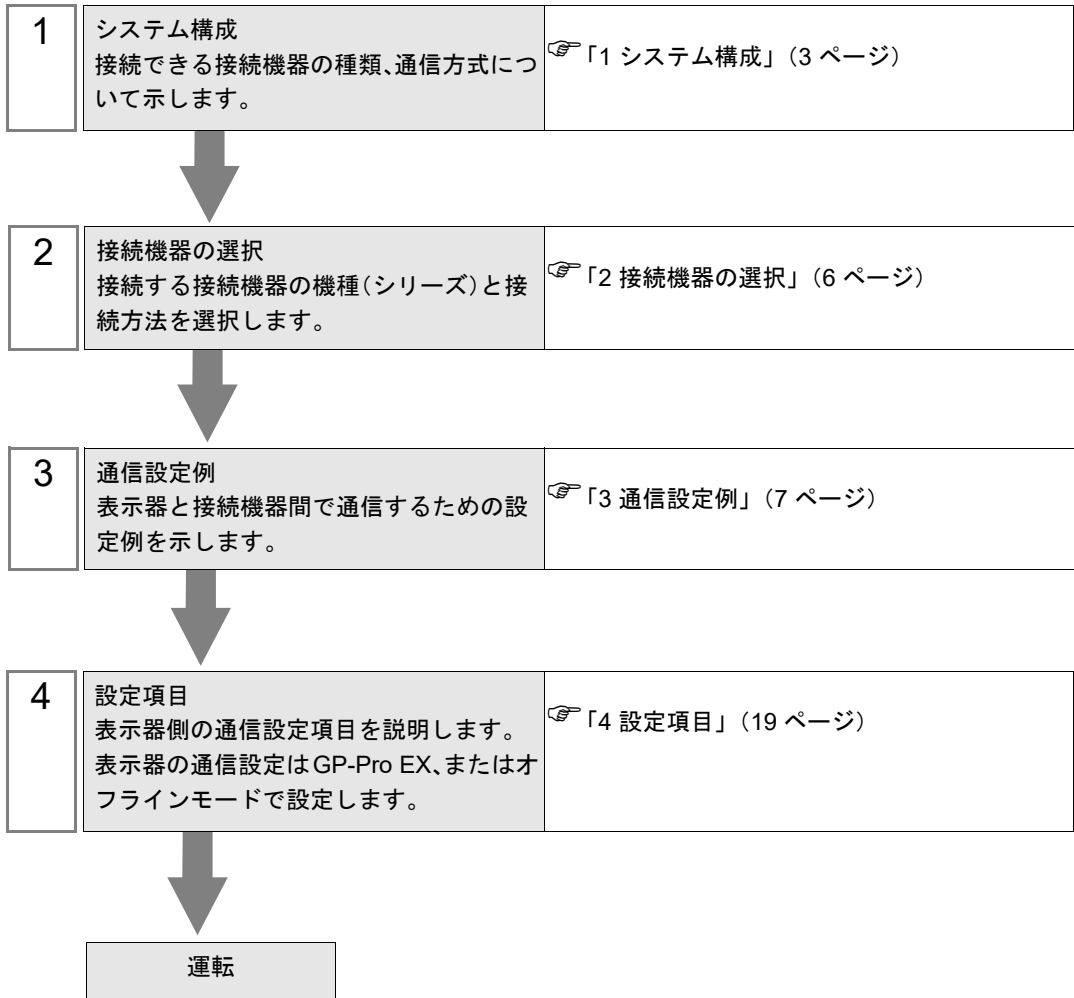 1
システム構成
接続できる接続機器の種類、通信方式につ
いて示します。
☞「1 システム構成」（3 ページ）
2
接続機器の選択
接続する接続機器の機種（シリーズ）と接
続方法を選択します。
☞「2 接続機器の選択」（6 ページ）
3
通信設定例
表示器と接続機器間で通信するための設
定例を示します。
☞「3 通信設定例」（7 ページ）
4
設定項目
表示器側の通信設定項目を説明します。
表示器の通信設定はGP-Pro EX、またはオ
フラインモードで設定します。
☞「4 設定項目」（19 ページ）
運転